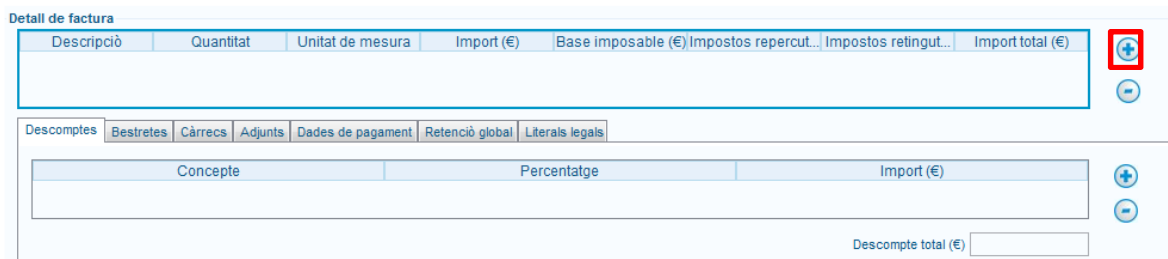 Detall de factura
Descripciò Quantitat Unitat de mesura Import (€) Base imposable (€) Impostos repercut... Impostos retingut... Import total (€)
Descomptes Bestretes Càrrecs Adjunts Dades de pagament Retenciò global Literals legals
Concepte Percentatge Import (€)
Descompte total (€)